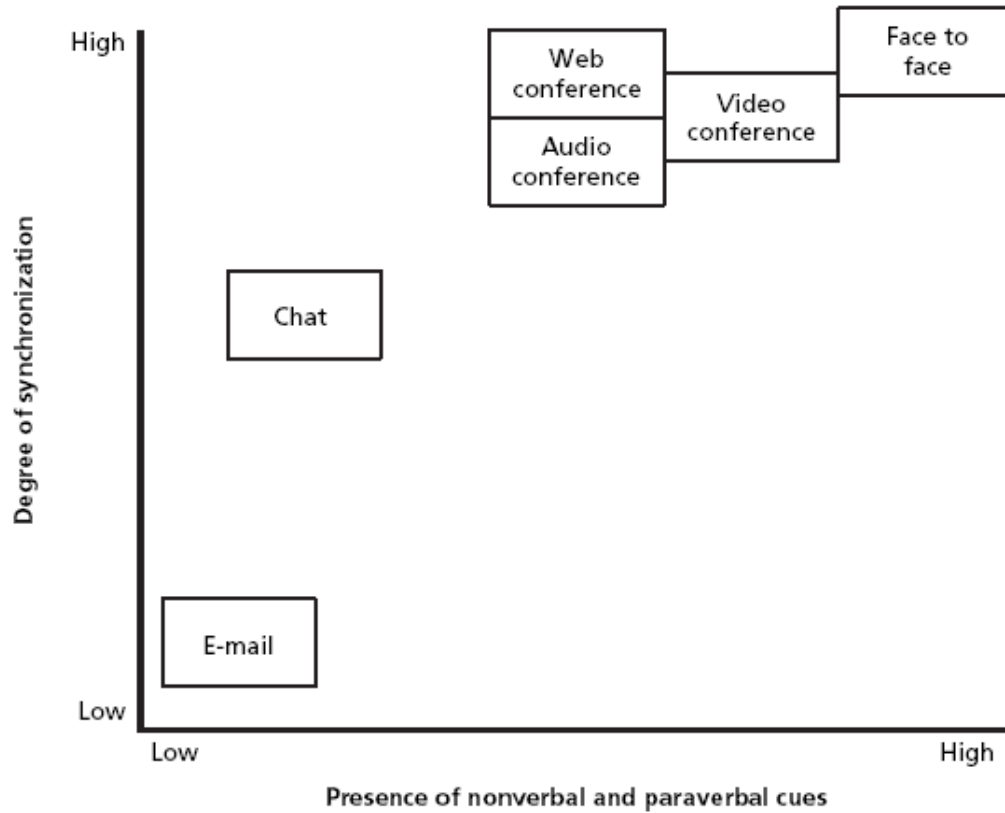 High
Web
conference
Face to
face
Video
conference
Audio
conference
Degree of synchronization
Chat
E-mail
Low
Low
High
Presence of nonverbal and paraverbal cues